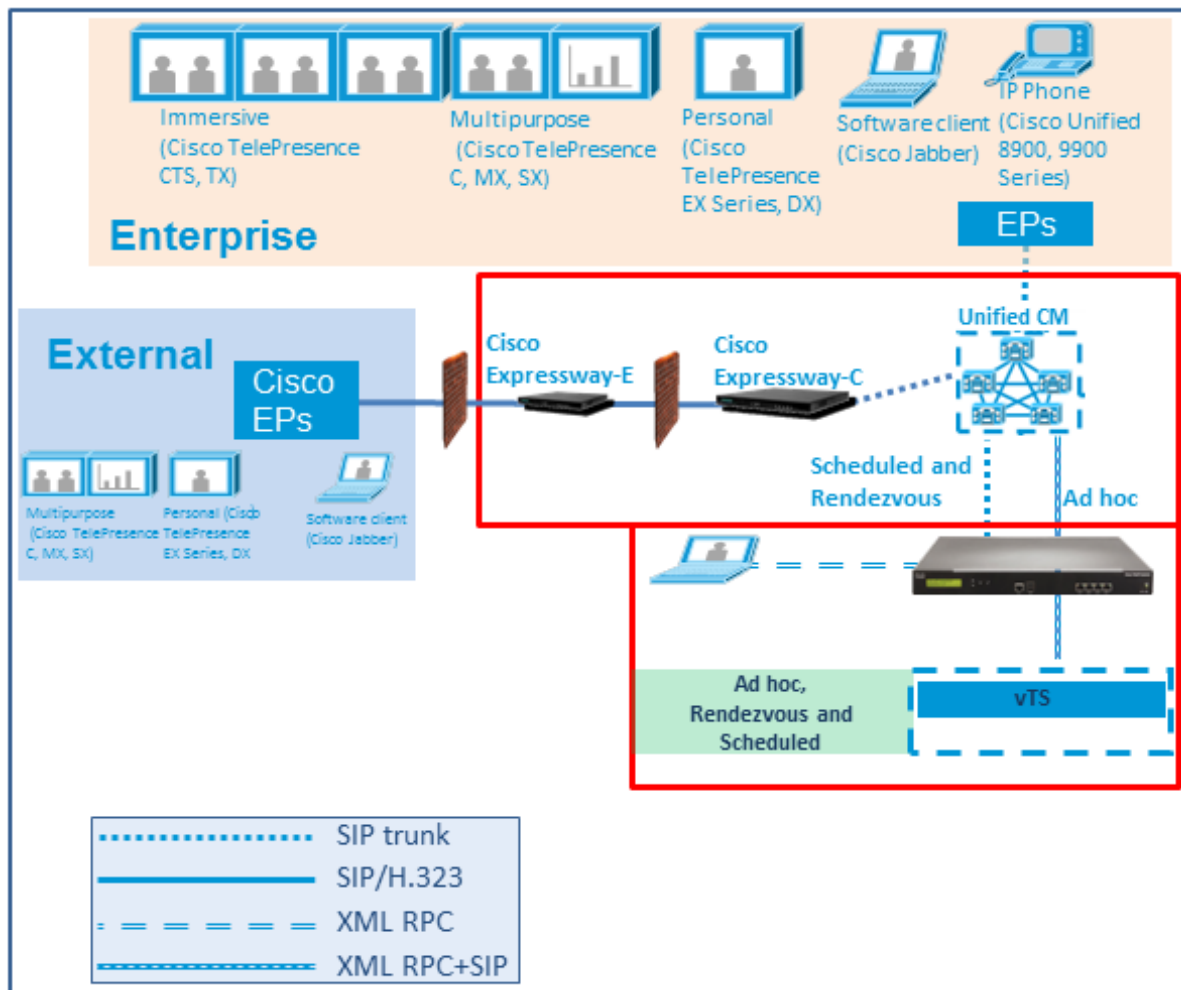 Immersive
(Cisco TelePresence
CTS, TX)
Multipurpose
(Cisco TelePresence
C, MX, SX)
Personal
(Cisco
TelePresence
EX Series, DX)
Software client
(Cisco Jabber)
IP Phone
(Cisco Unified
8900, 9900
Series)
Enterprise
EPs
External
Cisco
EPs
Multipurpose
(Cisco TelePresence
C, MX, SX)
Personal (Cisco
TelePresence
EX Series, DX
Software client
(Cisco Jabber)
Cisco
Expressway-E
Cisco
Expressway-C
Unified CM
Scheduled and
Rendezvous
Ad hoc
Ad hoc,
Rendezvous and
Scheduled
vTS
SIP trunk
SIP/H.323
XML RPC
XML RPC+SIP